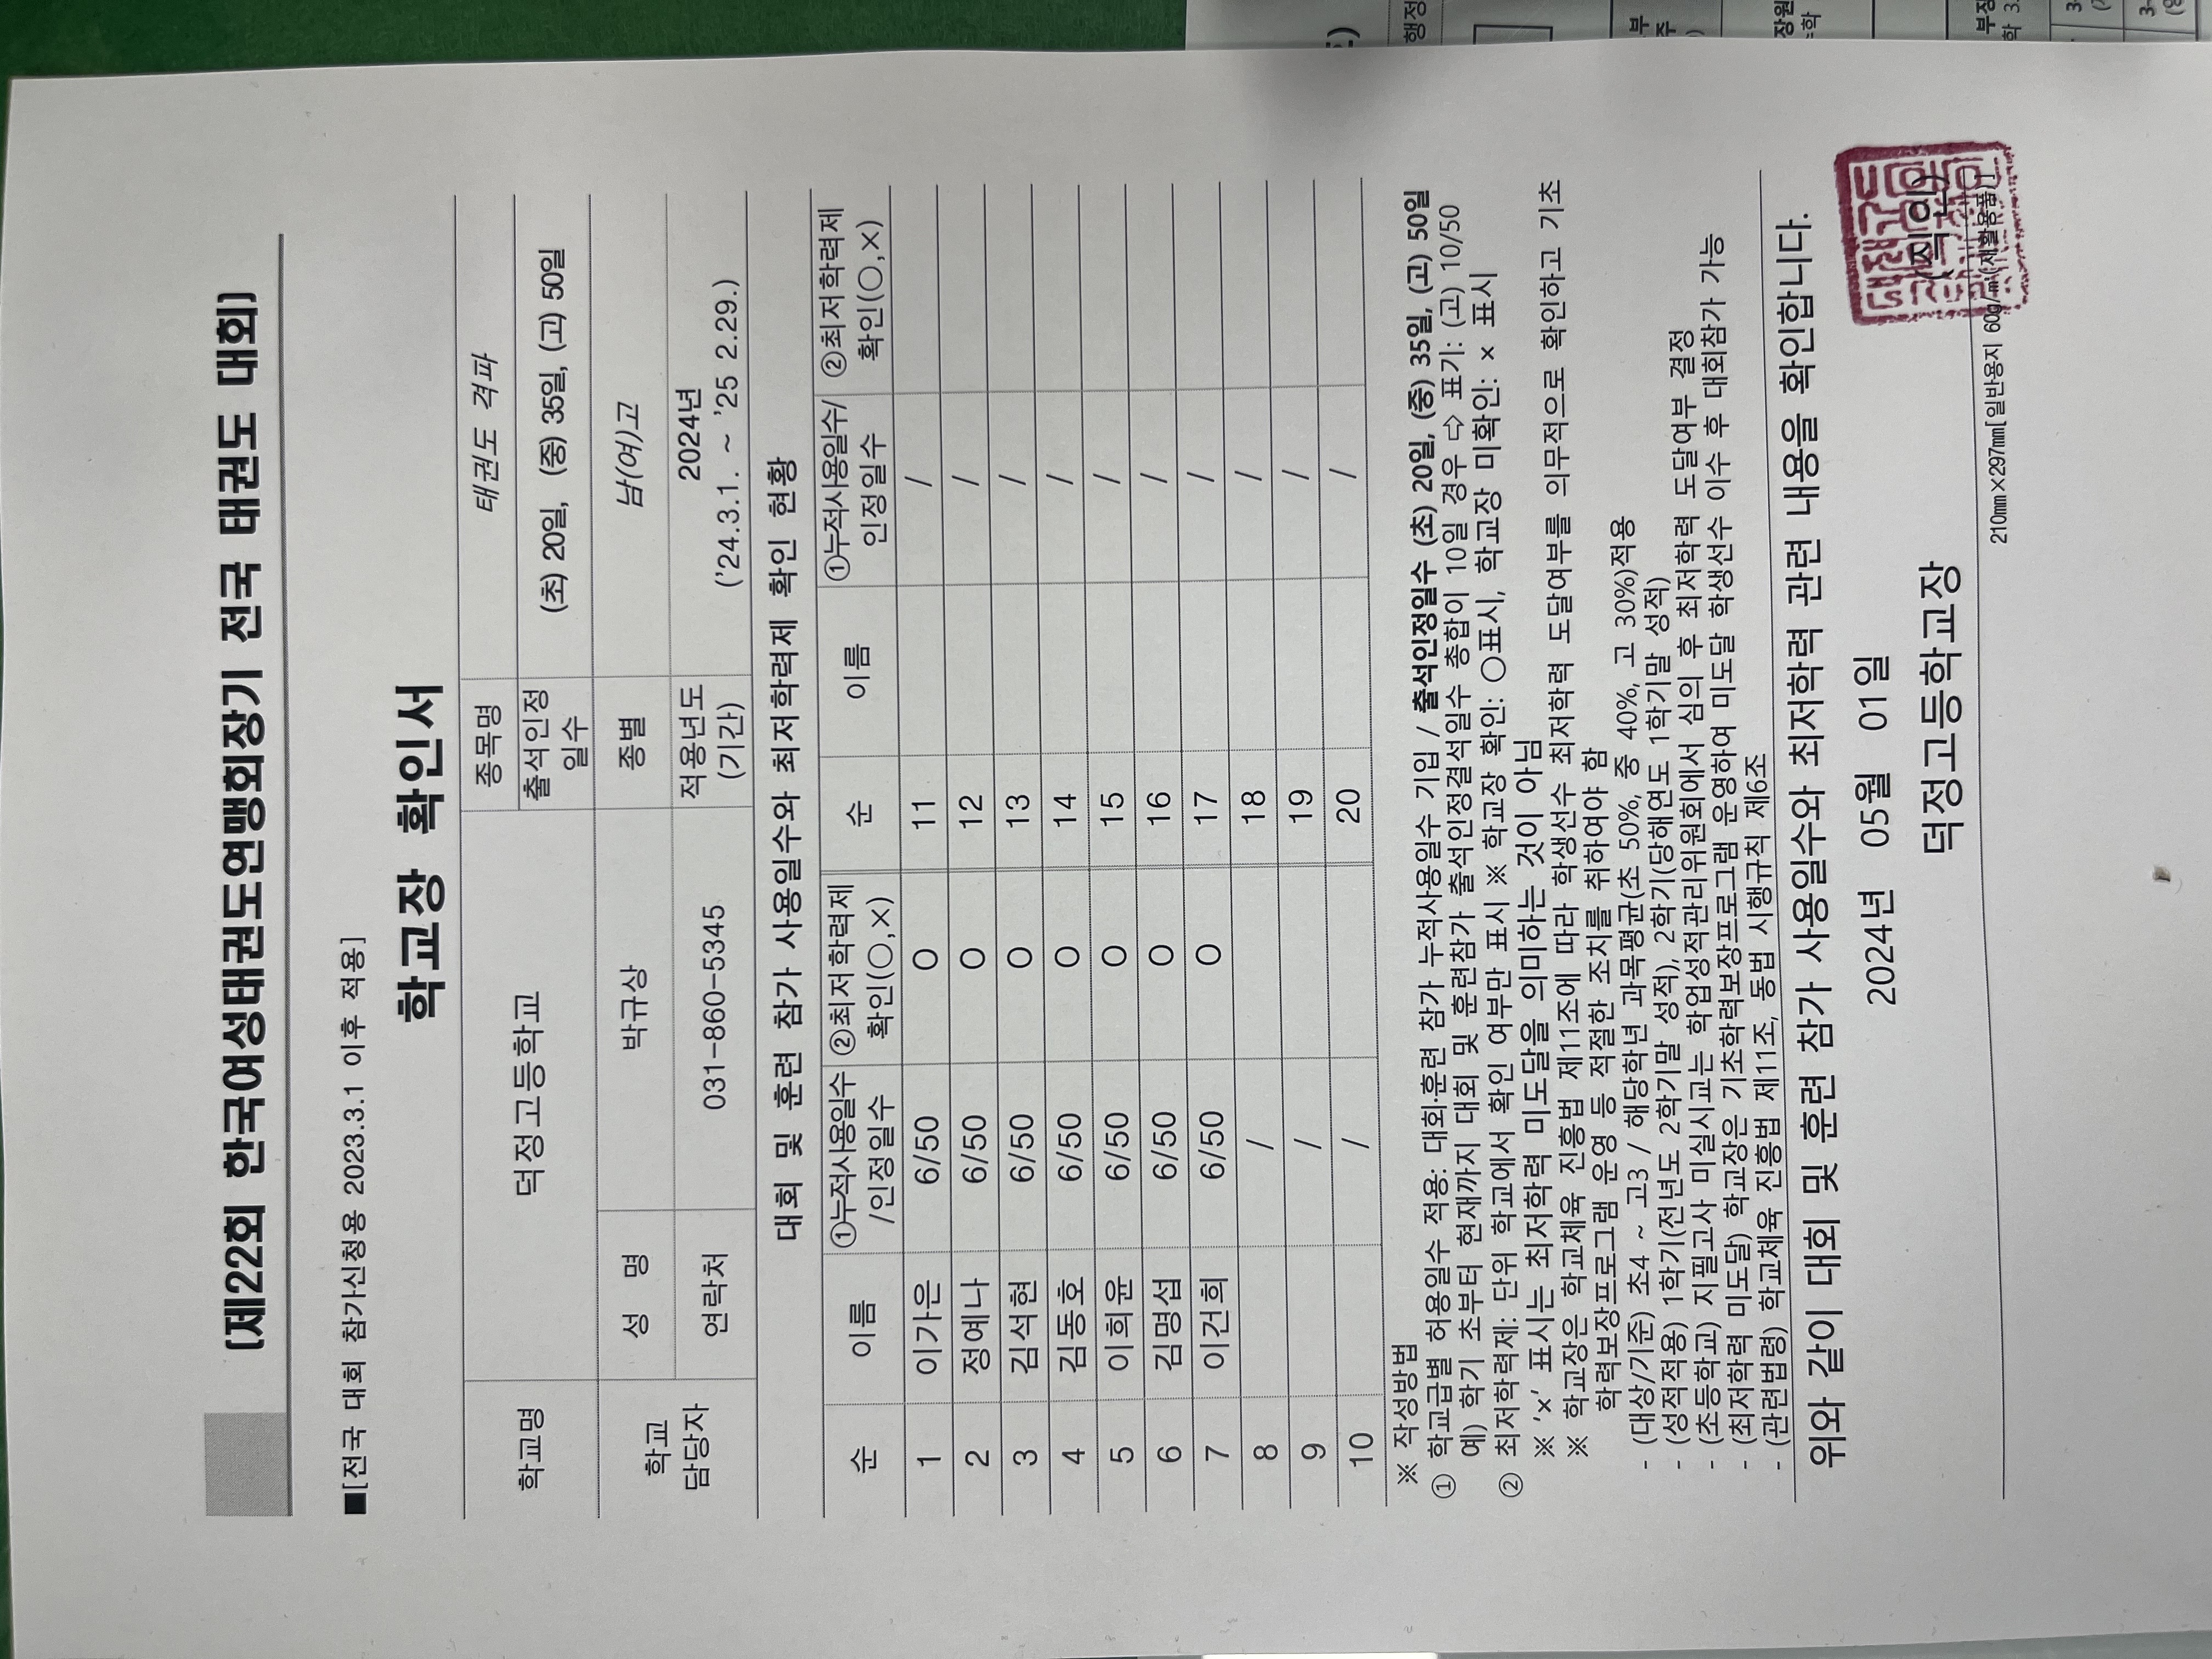 (제22회 한국여성태권도연맹회장기 전국 태권도 대회)
■[전국 대회 참가신청용 2023.3.1 이후 적용]
학교장 확인서
학교명 덕정고등학교 종목명 태권도 격파
출석인정 일수 (초) 20일, (중) 35일, (고) 50일
학교 담당자 성 명 박규상 종별 남(여)고
연락처 031-860-5345 적용년도 (기간) 2024년 ('24.3.1. ~ '25 2.29.)
대회 및 훈련 참가 사용일수와 최저학력제 확인 현황
순 이름 ①누적사용일수 /인정일수 ②최저학력제 확인(○,×) 순 이름 ①누적사용일수/ 인정일수 ②최저학력제 확인(○,×)
1 이가은 6/50 O 11 /
2 정예나 6/50 O 12 /
3 김석현 6/50 O 13 /
4 김동호 6/50 O 14 /
5 이희윤 6/50 O 15 /
6 김명섭 6/50 O 16 /
7 이건희 6/50 O 17 /
8 / 18 /
9 / 19 /
10 / 20 /
※ 작성방법
① 학교급별 허용일수 적용: 대회·훈련 참가 누적사용일수 기입 / 출석인정일수 (초) 20일, (중) 35일, (고) 50일
예) 학기 초부터 현재까지 대회 및 훈련참가 출석인정결석일수 총합이 10일 경우 ⇨ 표기: (고) 10/50
② 최저학력제: 단위 학교에서 확인 여부만 표시 ※ 학교장 확인: ○표시, 학교장 미확인: × 표시
※ 'x' 표시는 최저학력 미도달을 의미하는 것이 아님
※ 학교장은 학교체육 진흥법 제11조에 따라 학생선수 최저학력 도달여부를 의무적으로 확인하고 기초
학력보장프로그램 운영 등 적절한 조치를 취하여야 함
- (대상/기준) 초4 ~ 고3 / 해당학년 과목평균(초 50%, 중 40%, 고 30%)적용
- (성적적용) 1학기(전년도 2학기말 성적), 2학기(당해연도 1학기말 성적)
- (초등학교) 지필고사 미실시교는 학업성적관리위원회에서 심의 후 최저학력 도달여부 결정
- (최저학력 미도달) 학교장은 기초학력보장프로그램 운영하여 미도달 학생선수 이수 후 대회참가 가능
- (관련법령) 학교체육 진흥법 제11조, 동법 시행규칙 제6조
위와 같이 대회 및 훈련 참가 사용일수와 최저학력 관련 내용을 확인합니다.
2024년 05월 01일
덕정고등학교장 (직인)
210㎜×297㎜[일반용지 60g/㎡(재활용품)]
행정